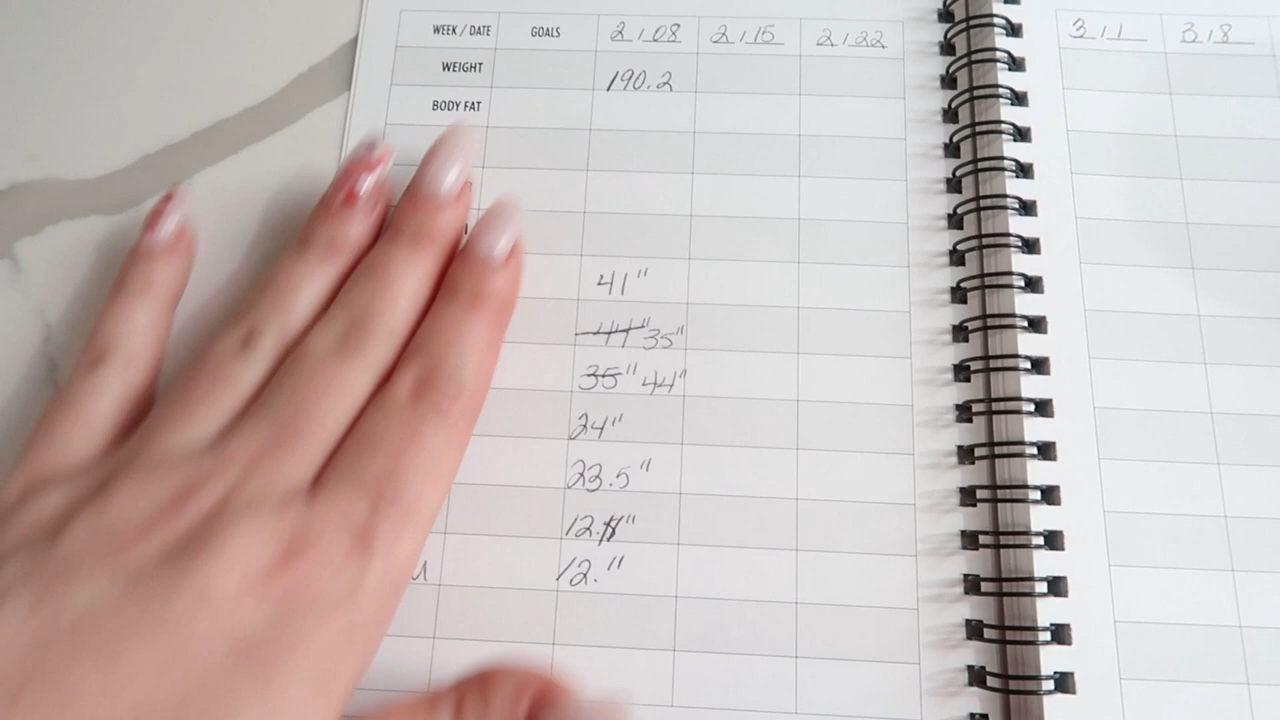 WEEK / DATE GOALS 2/08 2/15 2/22 3/1 3/8
WEIGHT 190.2
BODY FAT
41"
44" 35"
35" 44"
24"
23.5"
12."
12."